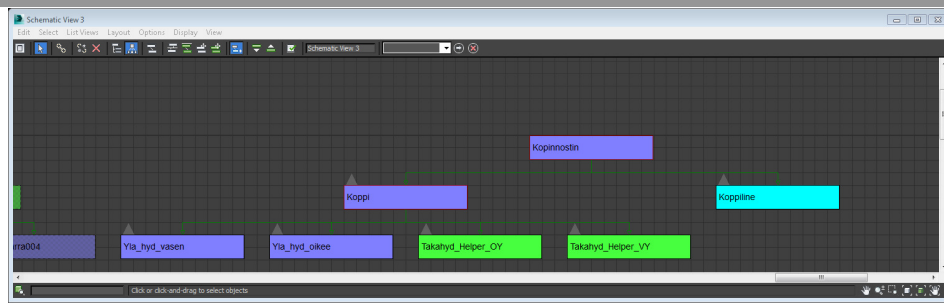 Schematic View 3
Edit Select List Views Layout Options Display View
Schematic View 3
Kopinnostin
Koppi
Koppiline
rra004
Yla_hyd_vasen
Yla_hyd_oikee
Takahyd_Helper_OY
Takahyd_Helper_VY
Click or click-and-drag to select objects